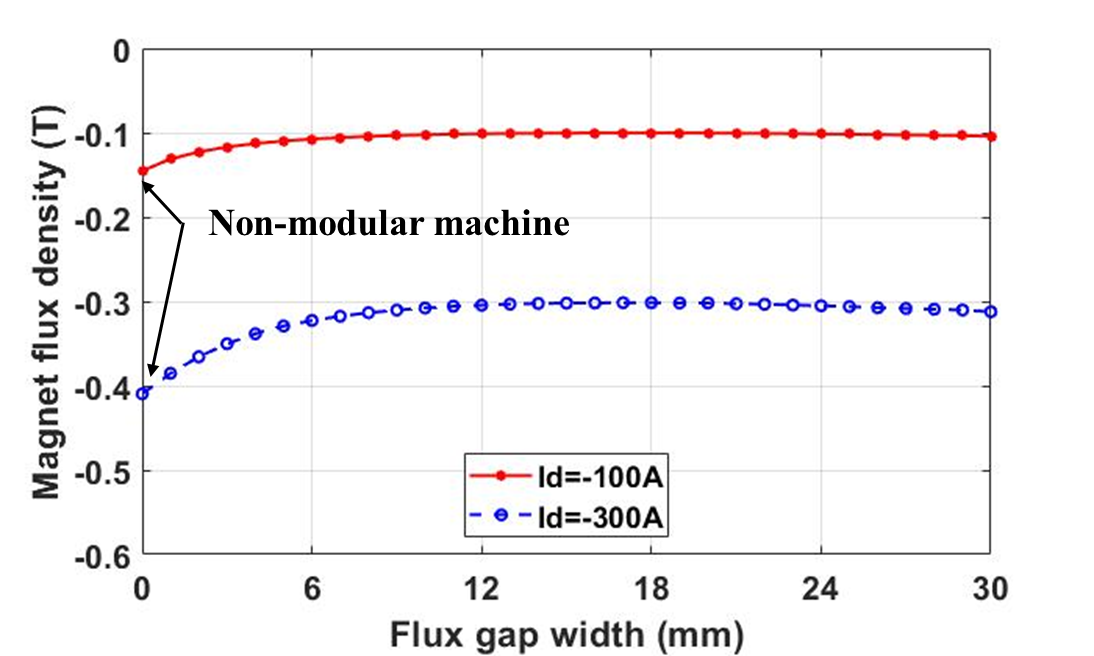 Magnet flux density (T)
0
-0.1
-0.2
-0.3
-0.4
-0.5
-0.6
Non-modular machine
Id=-100A
Id=-300A
0 6 12 18 24 30
Flux gap width (mm)